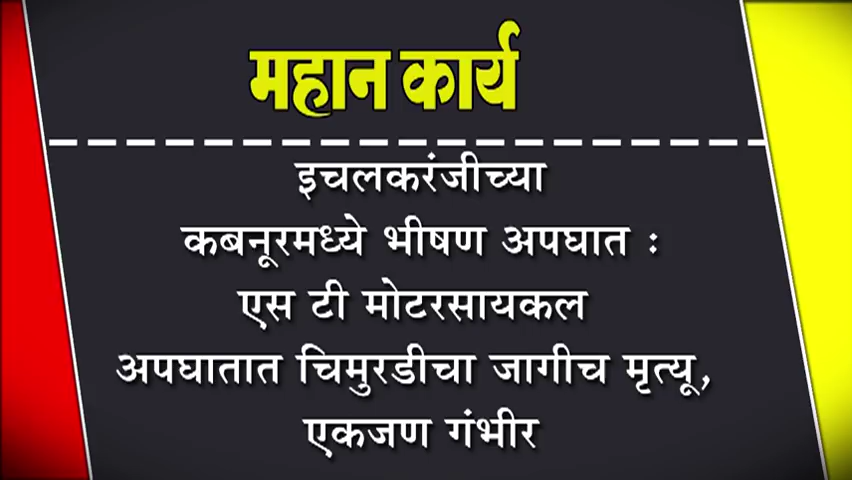 महान कार्य
इचलकरंजीच्या
कबनूरमध्ये भीषण अपघात :
एस टी मोटरसायकल
अपघातात चिमुरडीचा जागीच मृत्यू,
एकजण गंभीर